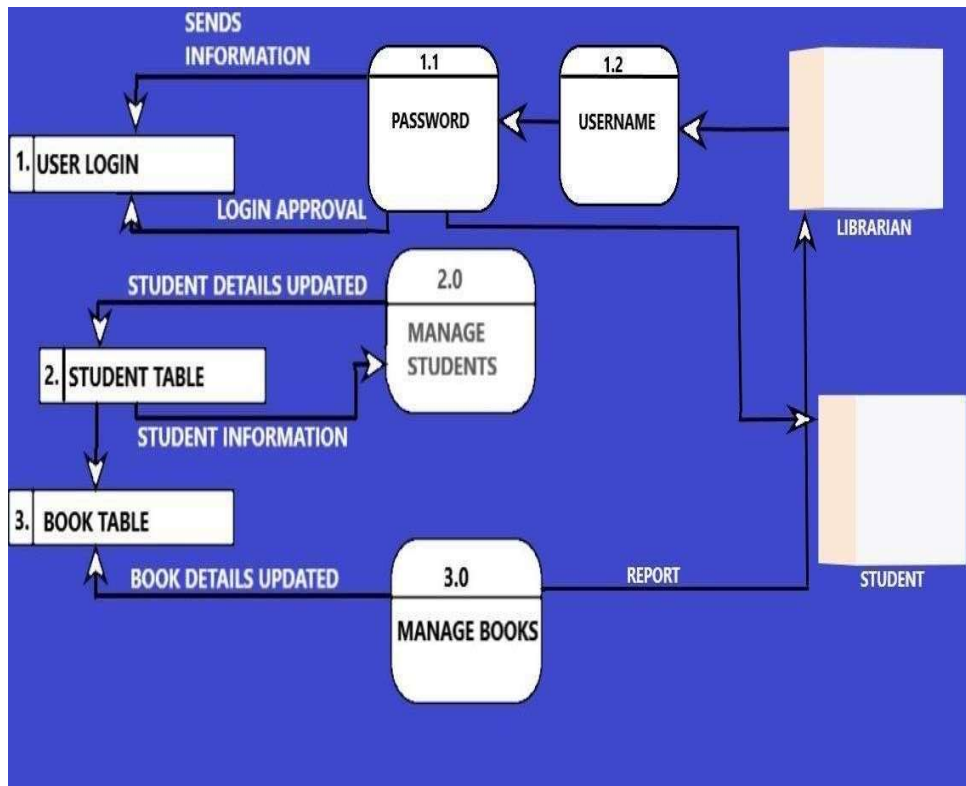 SENDS
INFORMATION
1.1
PASSWORD
1.2
USERNAME
LIBRARIAN
1. USER LOGIN
LOGIN APPROVAL
STUDENT DETAILS UPDATED
2.0
MANAGE
STUDENTS
2. STUDENT TABLE
STUDENT INFORMATION
3. BOOK TABLE
BOOK DETAILS UPDATED
3.0
MANAGE BOOKS
REPORT
STUDENT